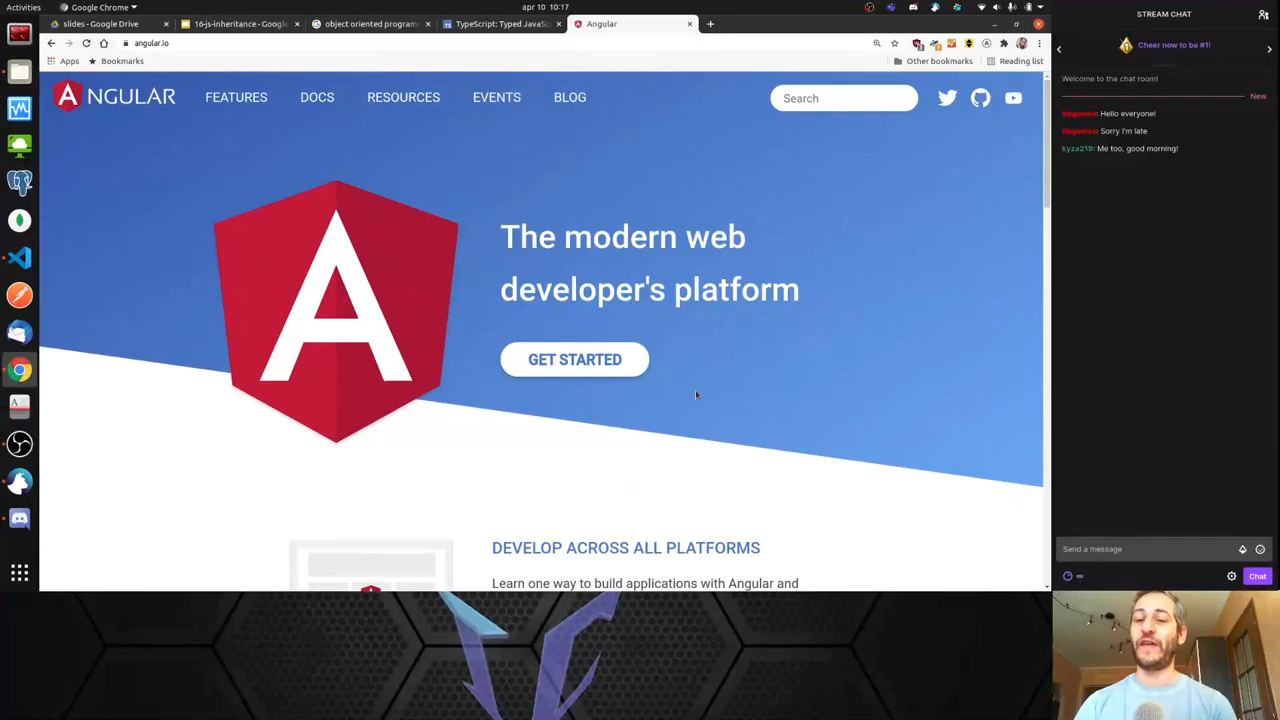 Activities
Google Chrome
apr 10 10:17
slides - Google Drive
16-js-inheritance - Google
object oriented program
TypeScript: Typed JavaS
Angular
angular.io
Apps
Bookmarks
Other bookmarks
Reading list
NGULAR
FEATURES
DOCS
RESOURCES
EVENTS
BLOG
Search
A
The modern web
developer's platform
GET STARTED
DEVELOP ACROSS ALL PLATFORMS
Learn one way to build applications with Angular and
STREAM CHAT
Cheer now to be #1!
Welcome to the chat room!
New
: Hello everyone!
: Sorry I'm late
kyza219: Me too, good morning!
Send a message
Chat